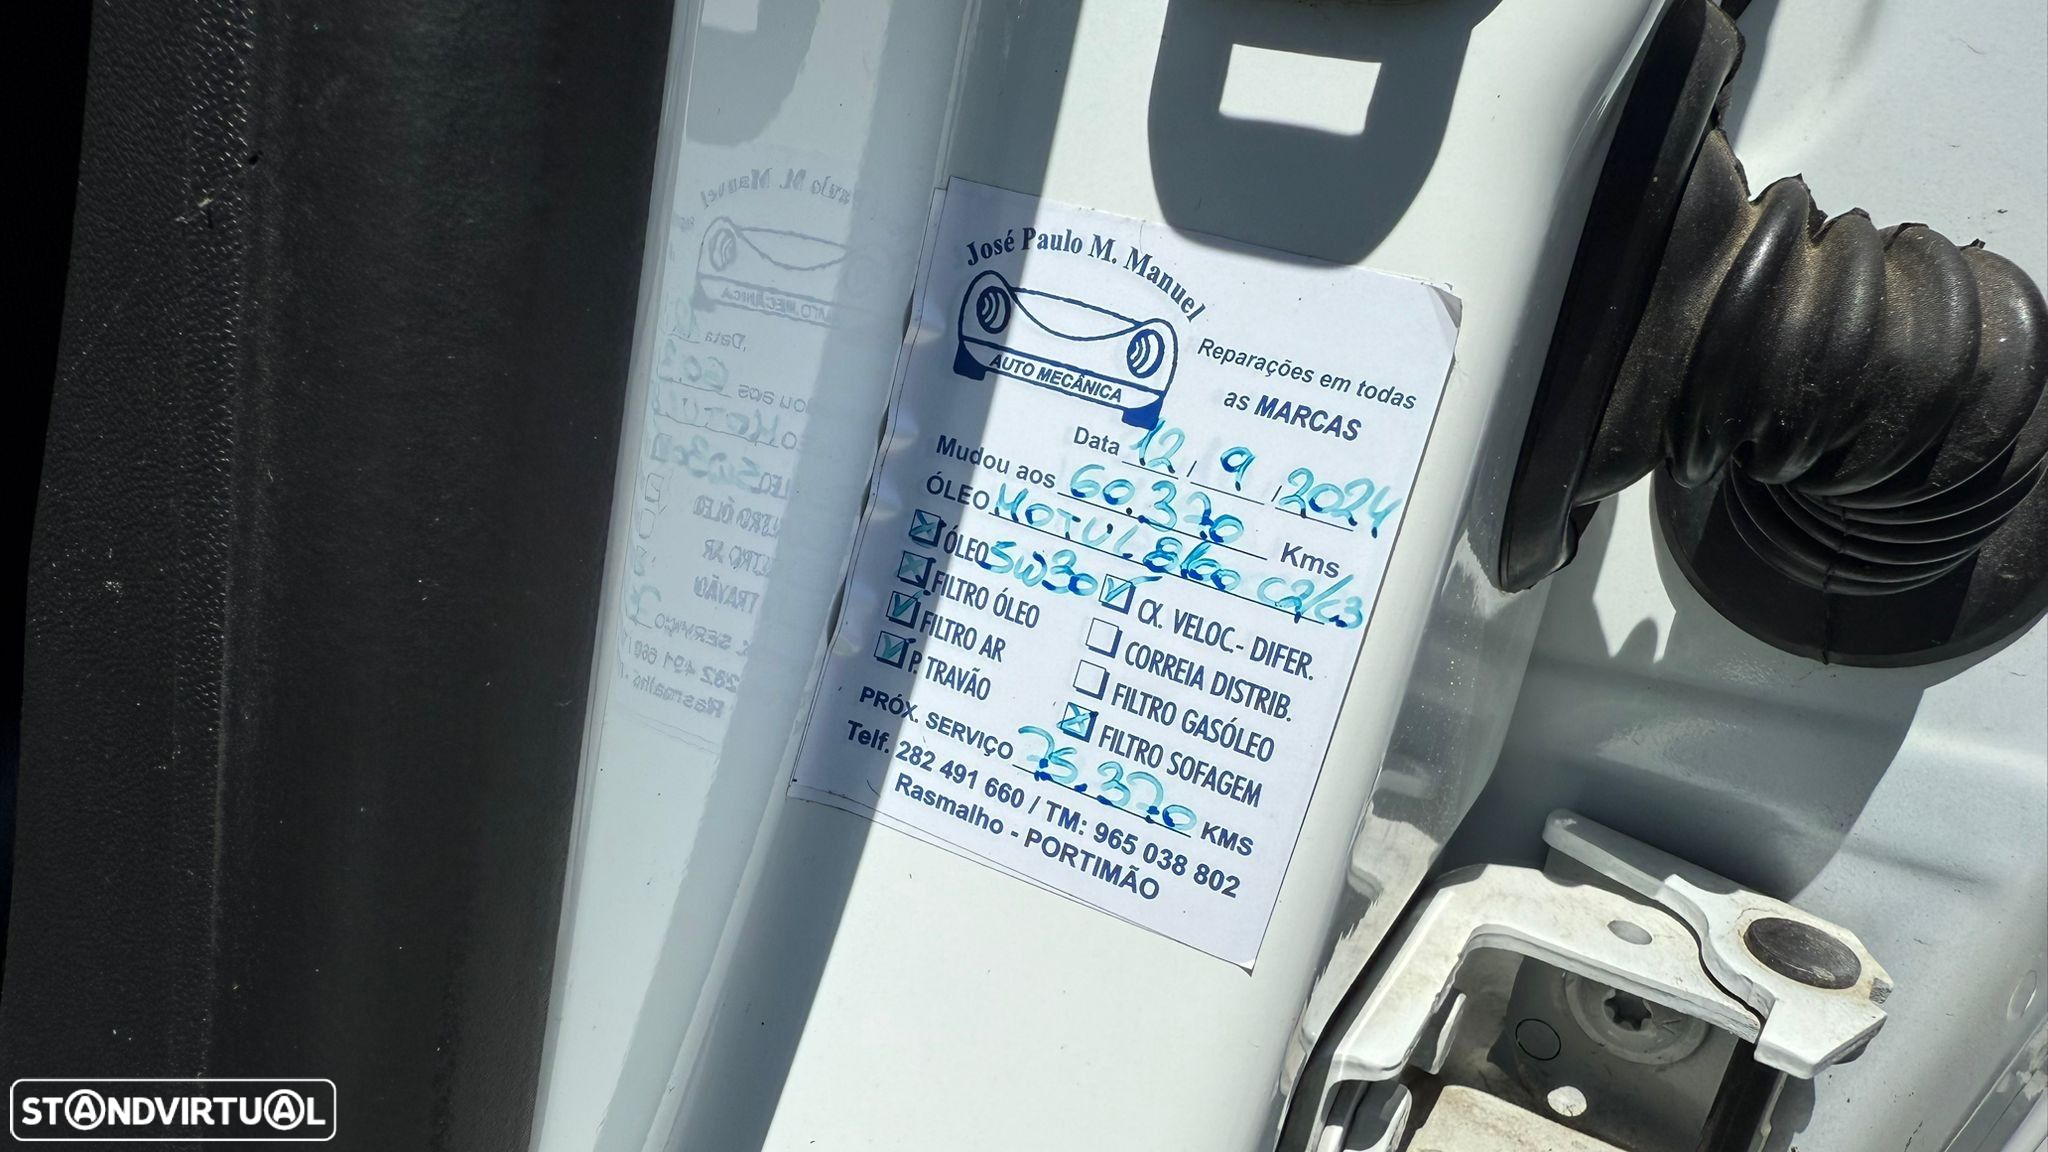 José Paulo M. Manuel
AUTO MECÂNICA
Reparações em todas
as MARCAS
Data 12 / 9 / 2024
Mudou aos 60.370 Kms
ÓLEO MOTUL 8100 C2/C3
ÓLEO 5W30
FILTRO ÓLEO
FILTRO AR
P. TRAVÃO
CX. VELOC.- DIFER.
CORREIA DISTRIB.
FILTRO GASÓLEO
FILTRO SOFAGEM
PRÓX. SERVIÇO 75.370 KMS
Telf. 282 491 660 / TM: 965 038 802
Rasmalho - PORTIMÃO
STANDVIRTUAL